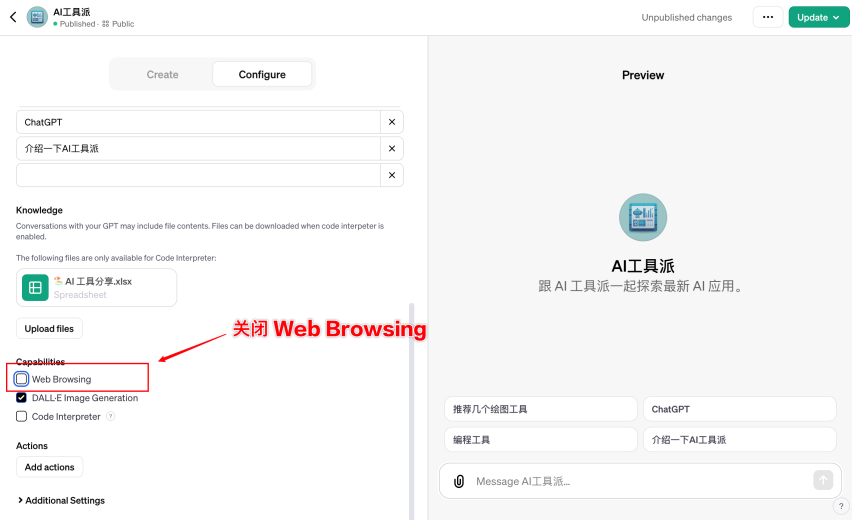 AI工具派
Published · Public
Unpublished changes
Update
Create
Configure
ChatGPT
介绍一下AI工具派
Knowledge
Conversations with your GPT may include file contents. Files can be downloaded when code interpeter is
enabled.
The following files are only available for Code Interpreter:
AI 工具分享.xlsx
Spreadsheet
Upload files
关闭 Web Browsing
Capabilities
Web Browsing
DALL·E Image Generation
Code Interpreter ?
Actions
Add actions
Additional Settings
Preview
AI工具派
跟 AI 工具派一起探索最新 AI 应用。
推荐几个绘图工具
ChatGPT
编程工具
介绍一下AI工具派
Message AI工具派...
?